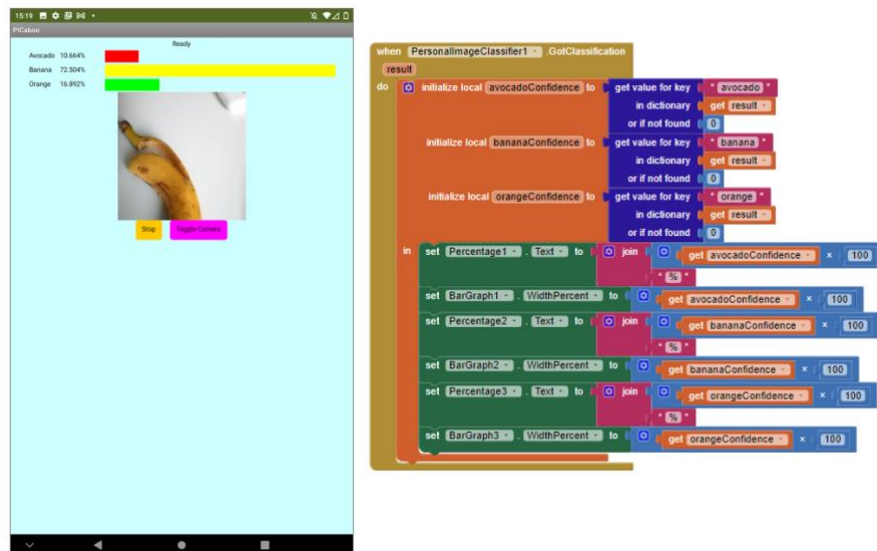 15:19
PICaboo
Ready
Avocado 10.664%
Banana 72.504%
Orange 16.892%
Stop Toggle Camera
when PersonalImageClassifier1 .GotClassification
result
do initialize local avocadoConfidence to get value for key " avocado "
in dictionary get result
or if not found 0
initialize local bananaConfidence to get value for key " banana "
in dictionary get result
or if not found 0
initialize local orangeConfidence to get value for key " orange "
in dictionary get result
or if not found 0
in set Percentage1 . Text to join get avocadoConfidence × 100
" % "
set BarGraph1 . WidthPercent to get avocadoConfidence × 100
set Percentage2 . Text to join get bananaConfidence × 100
" % "
set BarGraph2 . WidthPercent to get bananaConfidence × 100
set Percentage3 . Text to join get orangeConfidence × 100
" % "
set BarGraph3 . WidthPercent to get orangeConfidence × 100